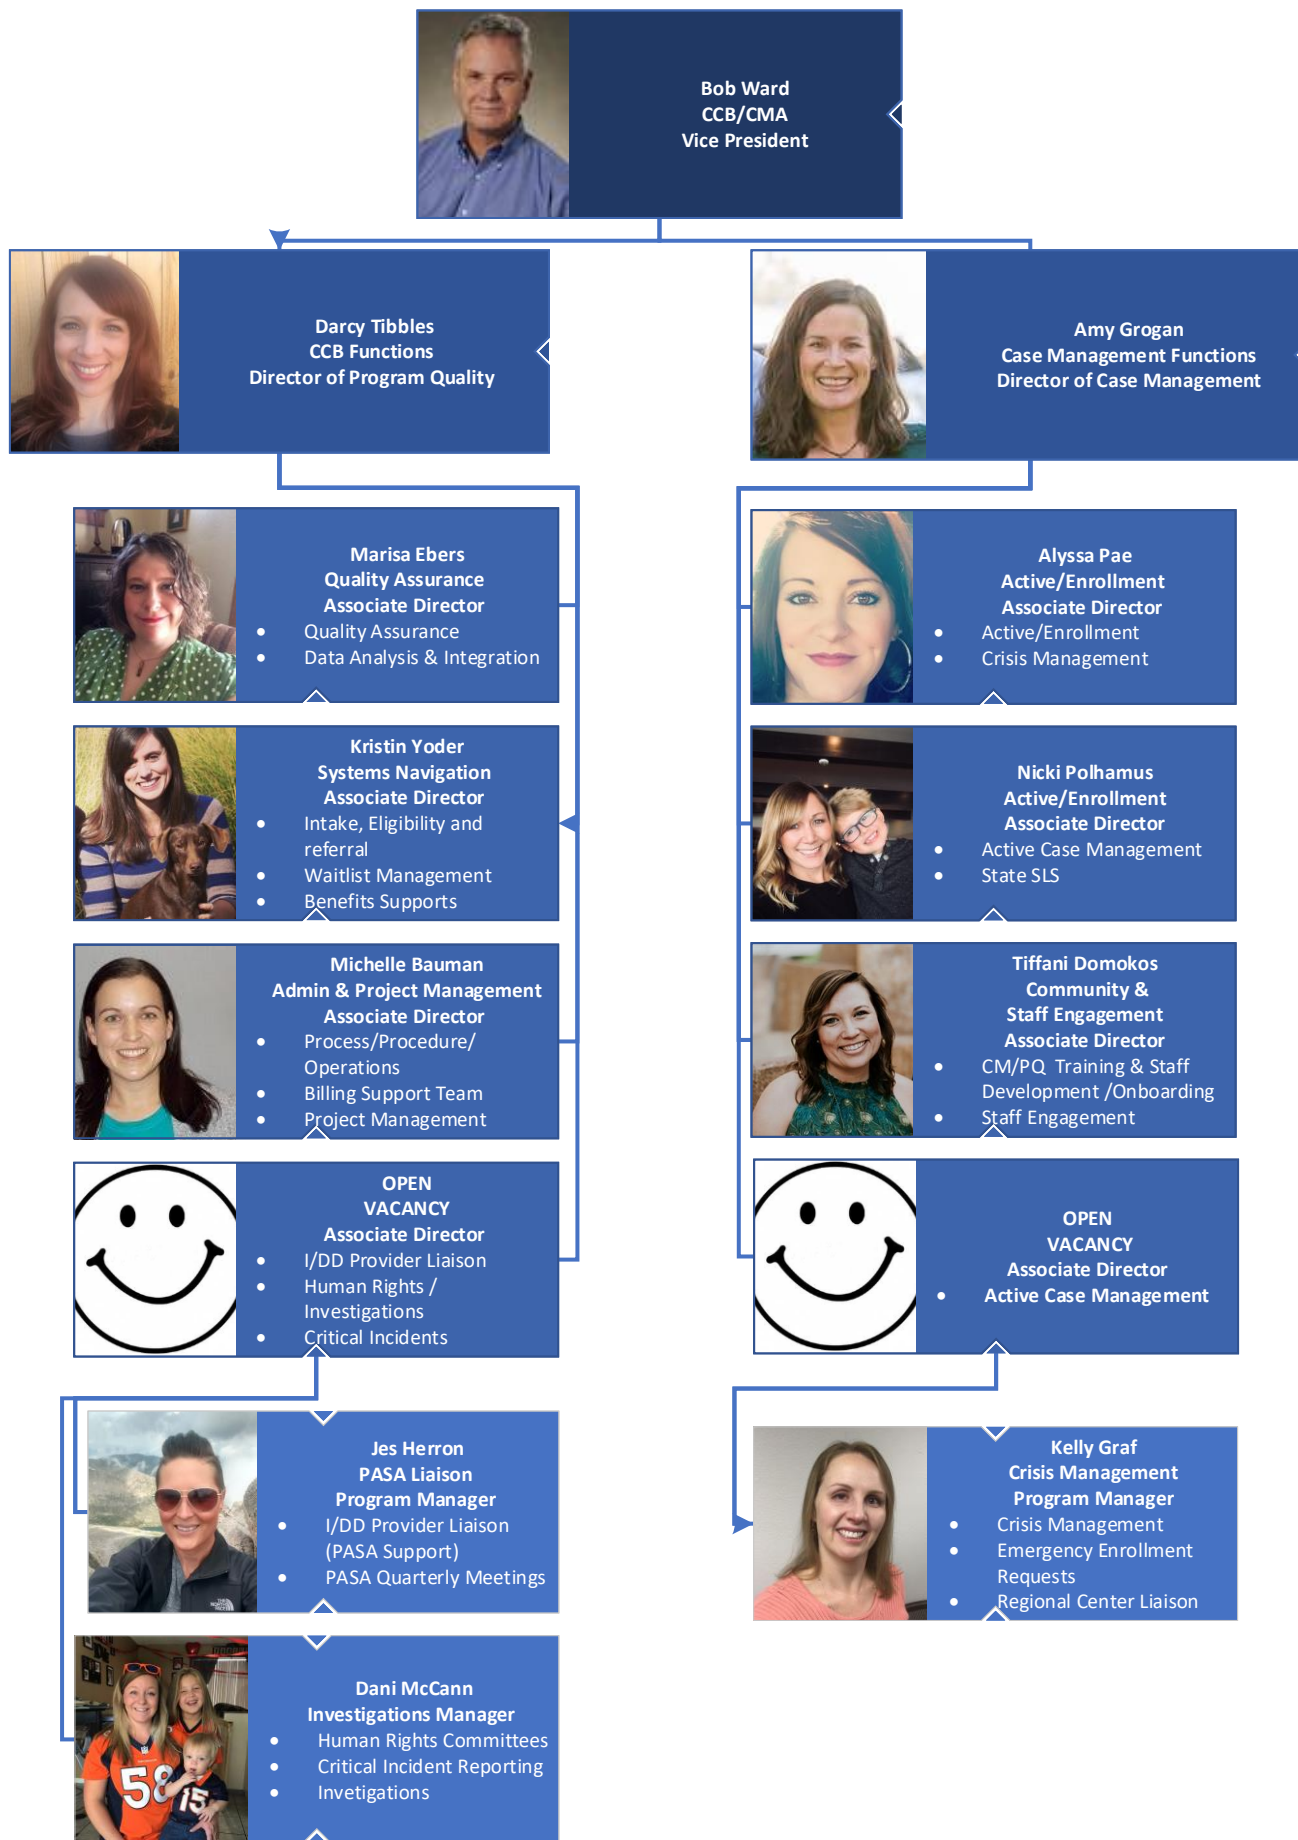 Bob Ward
CCB/CMA
Vice President
Darcy Tibbles
CCB Functions
Director of Program Quality
Amy Grogan
Case Management Functions
Director of Case Management
Marisa Ebers
Quality Assurance
Associate Director
• Quality Assurance
• Data Analysis & Integration
Alyssa Pae
Active/Enrollment
Associate Director
• Active/Enrollment
• Crisis Management
Kristin Yoder
Systems Navigation
Associate Director
• Intake, Eligibility and
referral
• Waitlist Management
• Benefits Supports
Nicki Polhamus
Active/Enrollment
Associate Director
• Active Case Management
• State SLS
Michelle Bauman
Admin & Project Management
Associate Director
• Process/Procedure/
Operations
• Billing Support Team
• Project Management
Tiffani Domokos
Community &
Staff Engagement
Associate Director
• CM/PQ Training & Staff
Development /Onboarding
• Staff Engagement
OPEN
VACANCY
Associate Director
• I/DD Provider Liaison
• Human Rights /
Investigations
• Critical Incidents
OPEN
VACANCY
Associate Director
• Active Case Management
Jes Herron
PASA Liaison
Program Manager
• I/DD Provider Liaison
(PASA Support)
• PASA Quarterly Meetings
THE
NORTH
FACE
Kelly Graf
Crisis Management
Program Manager
• Crisis Management
• Emergency Enrollment
Requests
• Regional Center Liaison
Dani McCann
Investigations Manager
• Human Rights Committees
• Critical Incident Reporting
• Invetigations
58
15